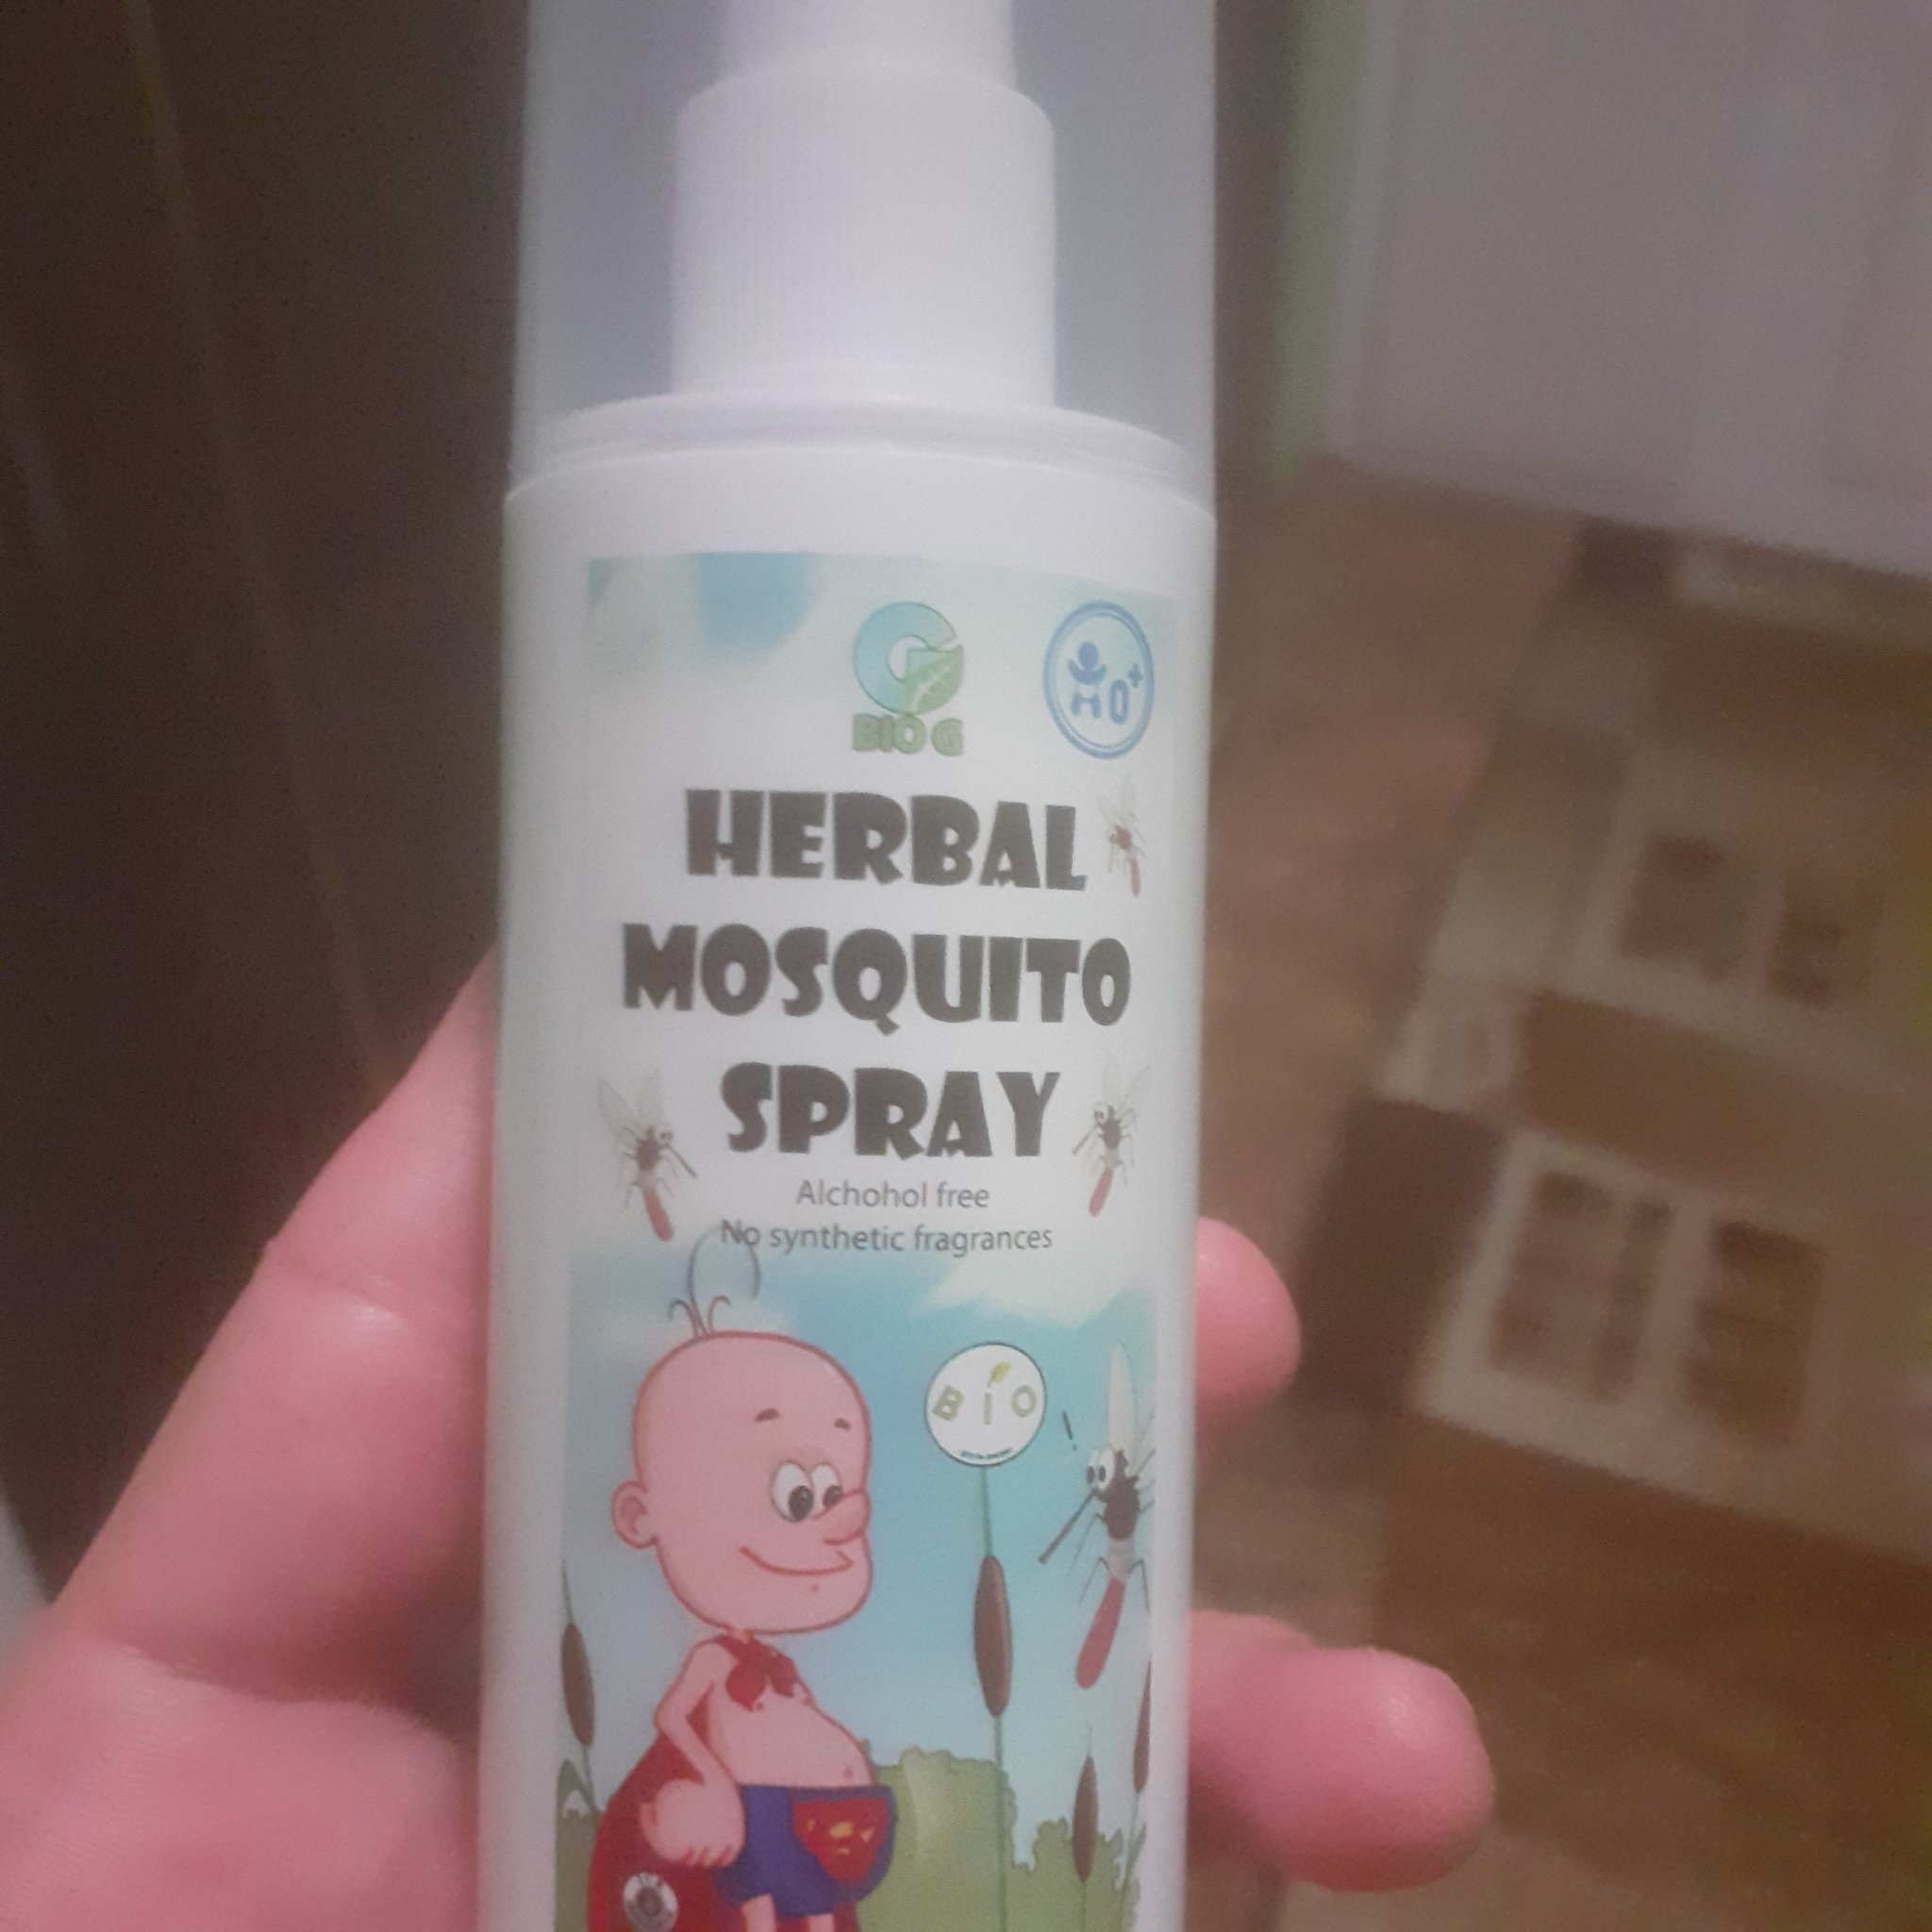 BIO G
0+
HERBAL
MOSQUITO
SPRAY
Alchohol free
No synthetic fragrances
BiO